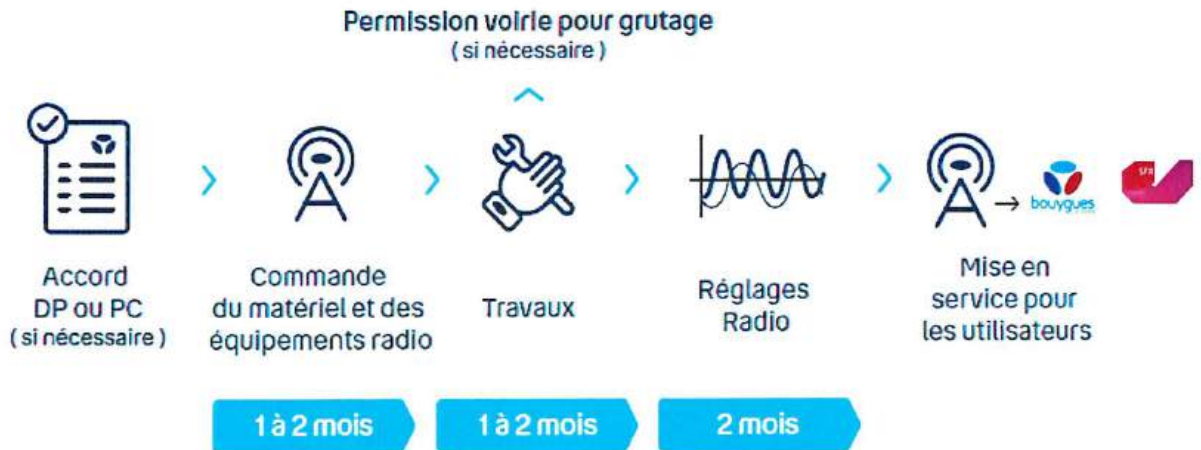 Permission voirie pour grutage
( si nécessaire )
Accord
DP ou PC
( si nécessaire )
Commande
du matériel et des
équipements radio
Travaux
Réglages
Radio
bouygues
SFR
Mise en
service pour
les utilisateurs
1 à 2 mois
1 à 2 mois
2 mois